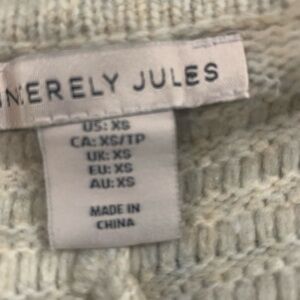 NCERELY JULES
US: XS
CA: XS/TP
UK: XS
EU: XS
AU: XS
MADE IN
CHINA